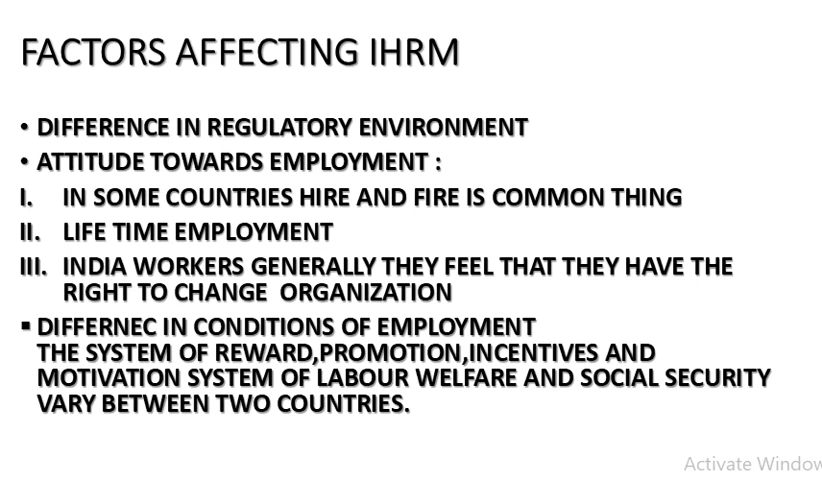 FACTORS AFFECTING IHRM
• DIFFERENCE IN REGULATORY ENVIRONMENT
• ATTITUDE TOWARDS EMPLOYMENT :
I. IN SOME COUNTRIES HIRE AND FIRE IS COMMON THING
II. LIFE TIME EMPLOYMENT
III. INDIA WORKERS GENERALLY THEY FEEL THAT THEY HAVE THE
RIGHT TO CHANGE ORGANIZATION
▪ DIFFERNEC IN CONDITIONS OF EMPLOYMENT
THE SYSTEM OF REWARD,PROMOTION,INCENTIVES AND
MOTIVATION SYSTEM OF LABOUR WELFARE AND SOCIAL SECURITY
VARY BETWEEN TWO COUNTRIES.
Activate Window